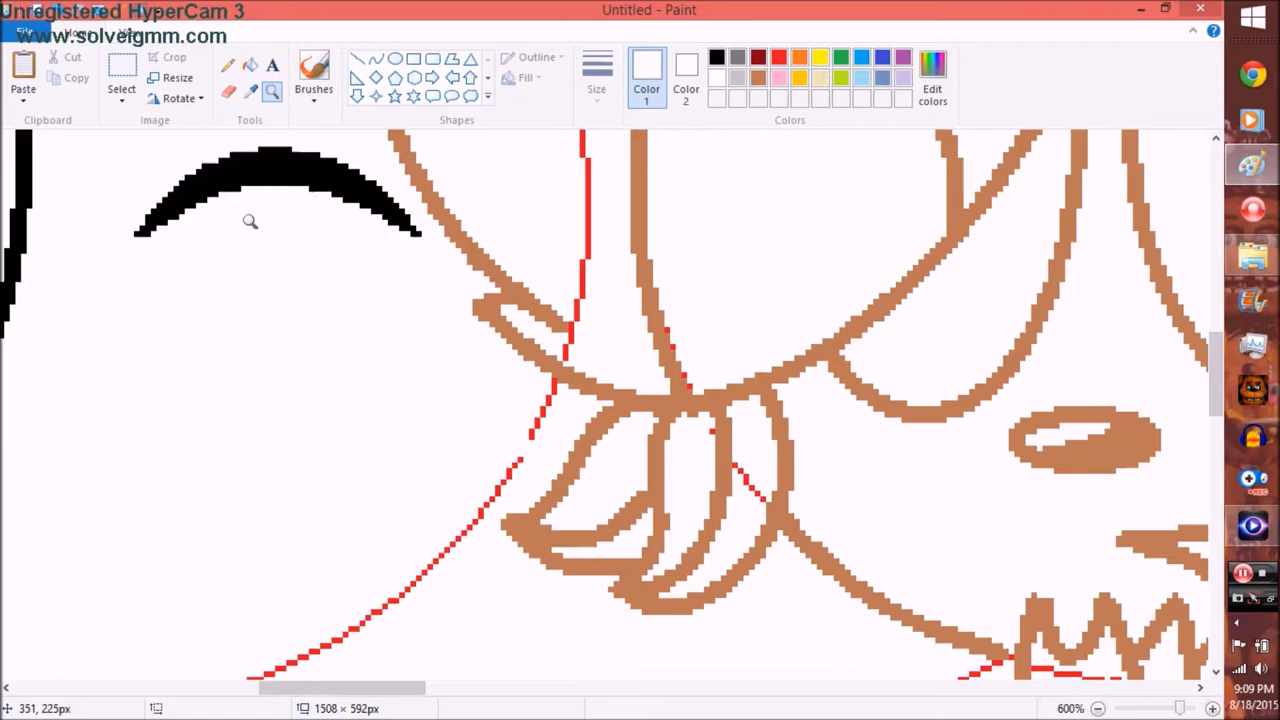 Unregistered HyperCam 3
Untitled - Paint
File
www.solveigmm.com
Paste
Cut
Copy
Clipboard
Select
Crop
Resize
Rotate
Image
A
Tools
Brushes
Outline
Fill
Shapes
Size
Color 1
Color 2
Edit colors
Colors
351, 225px
1508 × 592px
600%
9:09 PM
8/18/2015